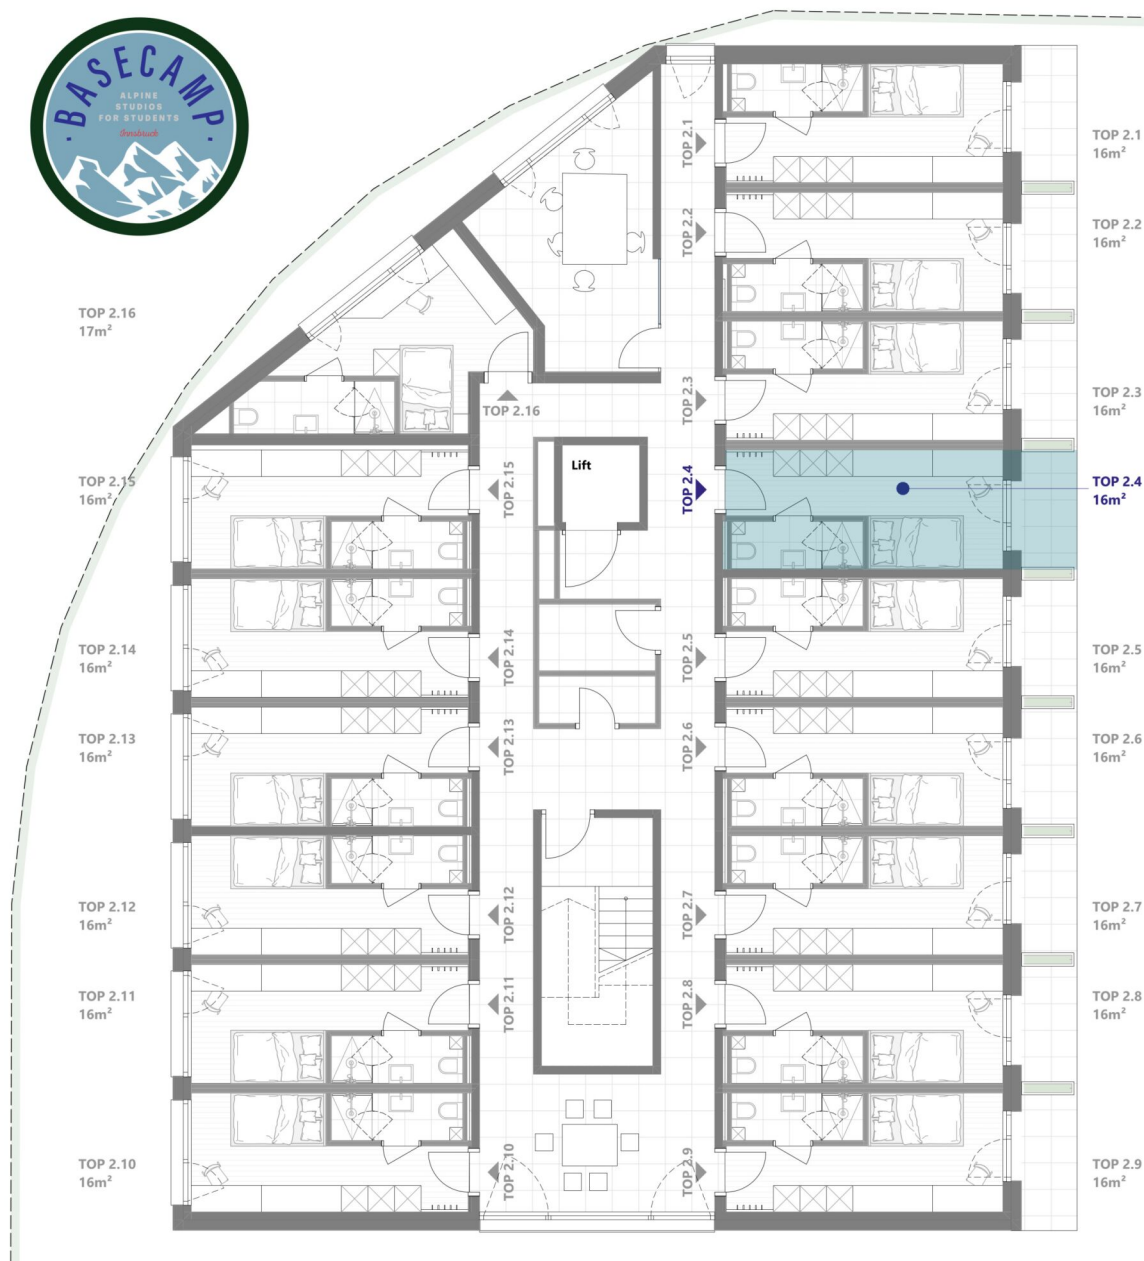 BASECAMP
ALPINE
STUDIOS
FOR STUDENTS
Innsbruck
TOP 2.1
TOP 2.1
16m²
TOP 2.2
TOP 2.2
16m²
TOP 2.16
17m²
TOP 2.16
TOP 2.3
TOP 2.3
16m²
Lift
TOP 2.15
16m²
TOP 2.15
TOP 2.4
TOP 2.4
16m²
TOP 2.14
16m²
TOP 2.14
TOP 2.5
TOP 2.5
16m²
TOP 2.13
16m²
TOP 2.13
TOP 2.6
TOP 2.6
16m²
TOP 2.12
16m²
TOP 2.12
TOP 2.7
TOP 2.7
16m²
TOP 2.11
16m²
TOP 2.11
TOP 2.8
TOP 2.8
16m²
TOP 2.10
16m²
TOP 2.10
TOP 2.9
TOP 2.9
16m²